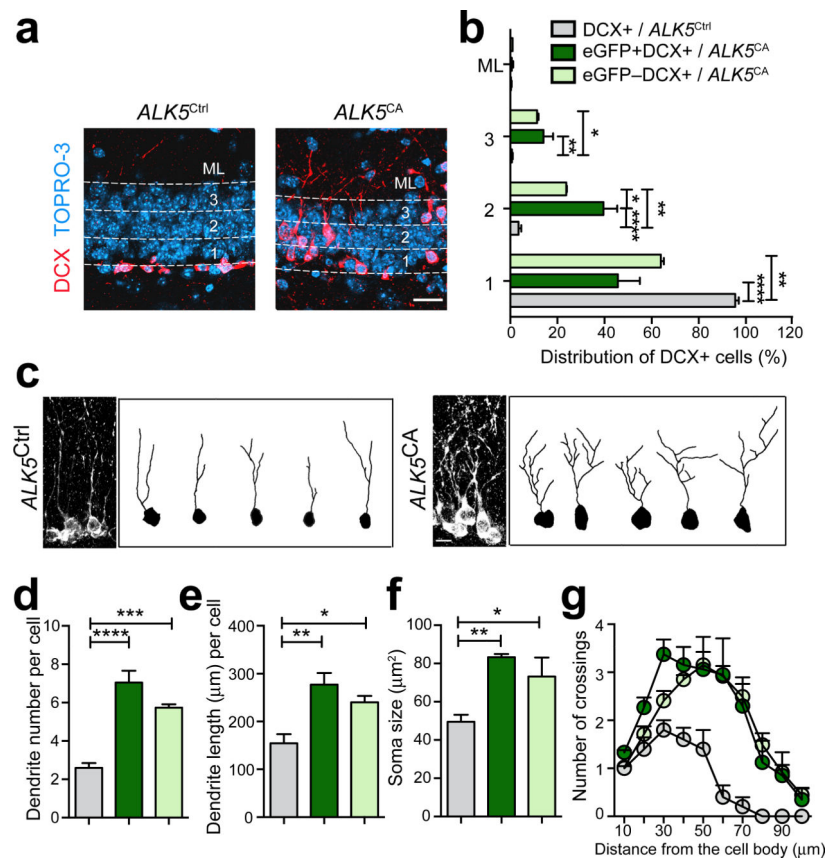 a
ALK5Ctrl
ALK5CA
DCX TOPRO-3
ML
3
2
1
ML
3
2
1
b
DCX+ / ALK5Ctrl
eGFP+DCX+ / ALK5CA
eGFP–DCX+ / ALK5CA
ML
3
2
1
*
**
*
****
**
****
**
0 20 40 60 80 100 120
Distribution of DCX+ cells (%)
c
ALK5Ctrl
ALK5CA
d
Dendrite number per cell
10
8
6
4
2
0
***
****
e
Dendrite length (μm) per cell
400
300
200
100
0
*
**
f
Soma size (μm2)
100
80
60
40
20
0
*
**
g
Number of crossings
4
3
2
1
0
10 30 50 70 90
Distance from the cell body (μm)